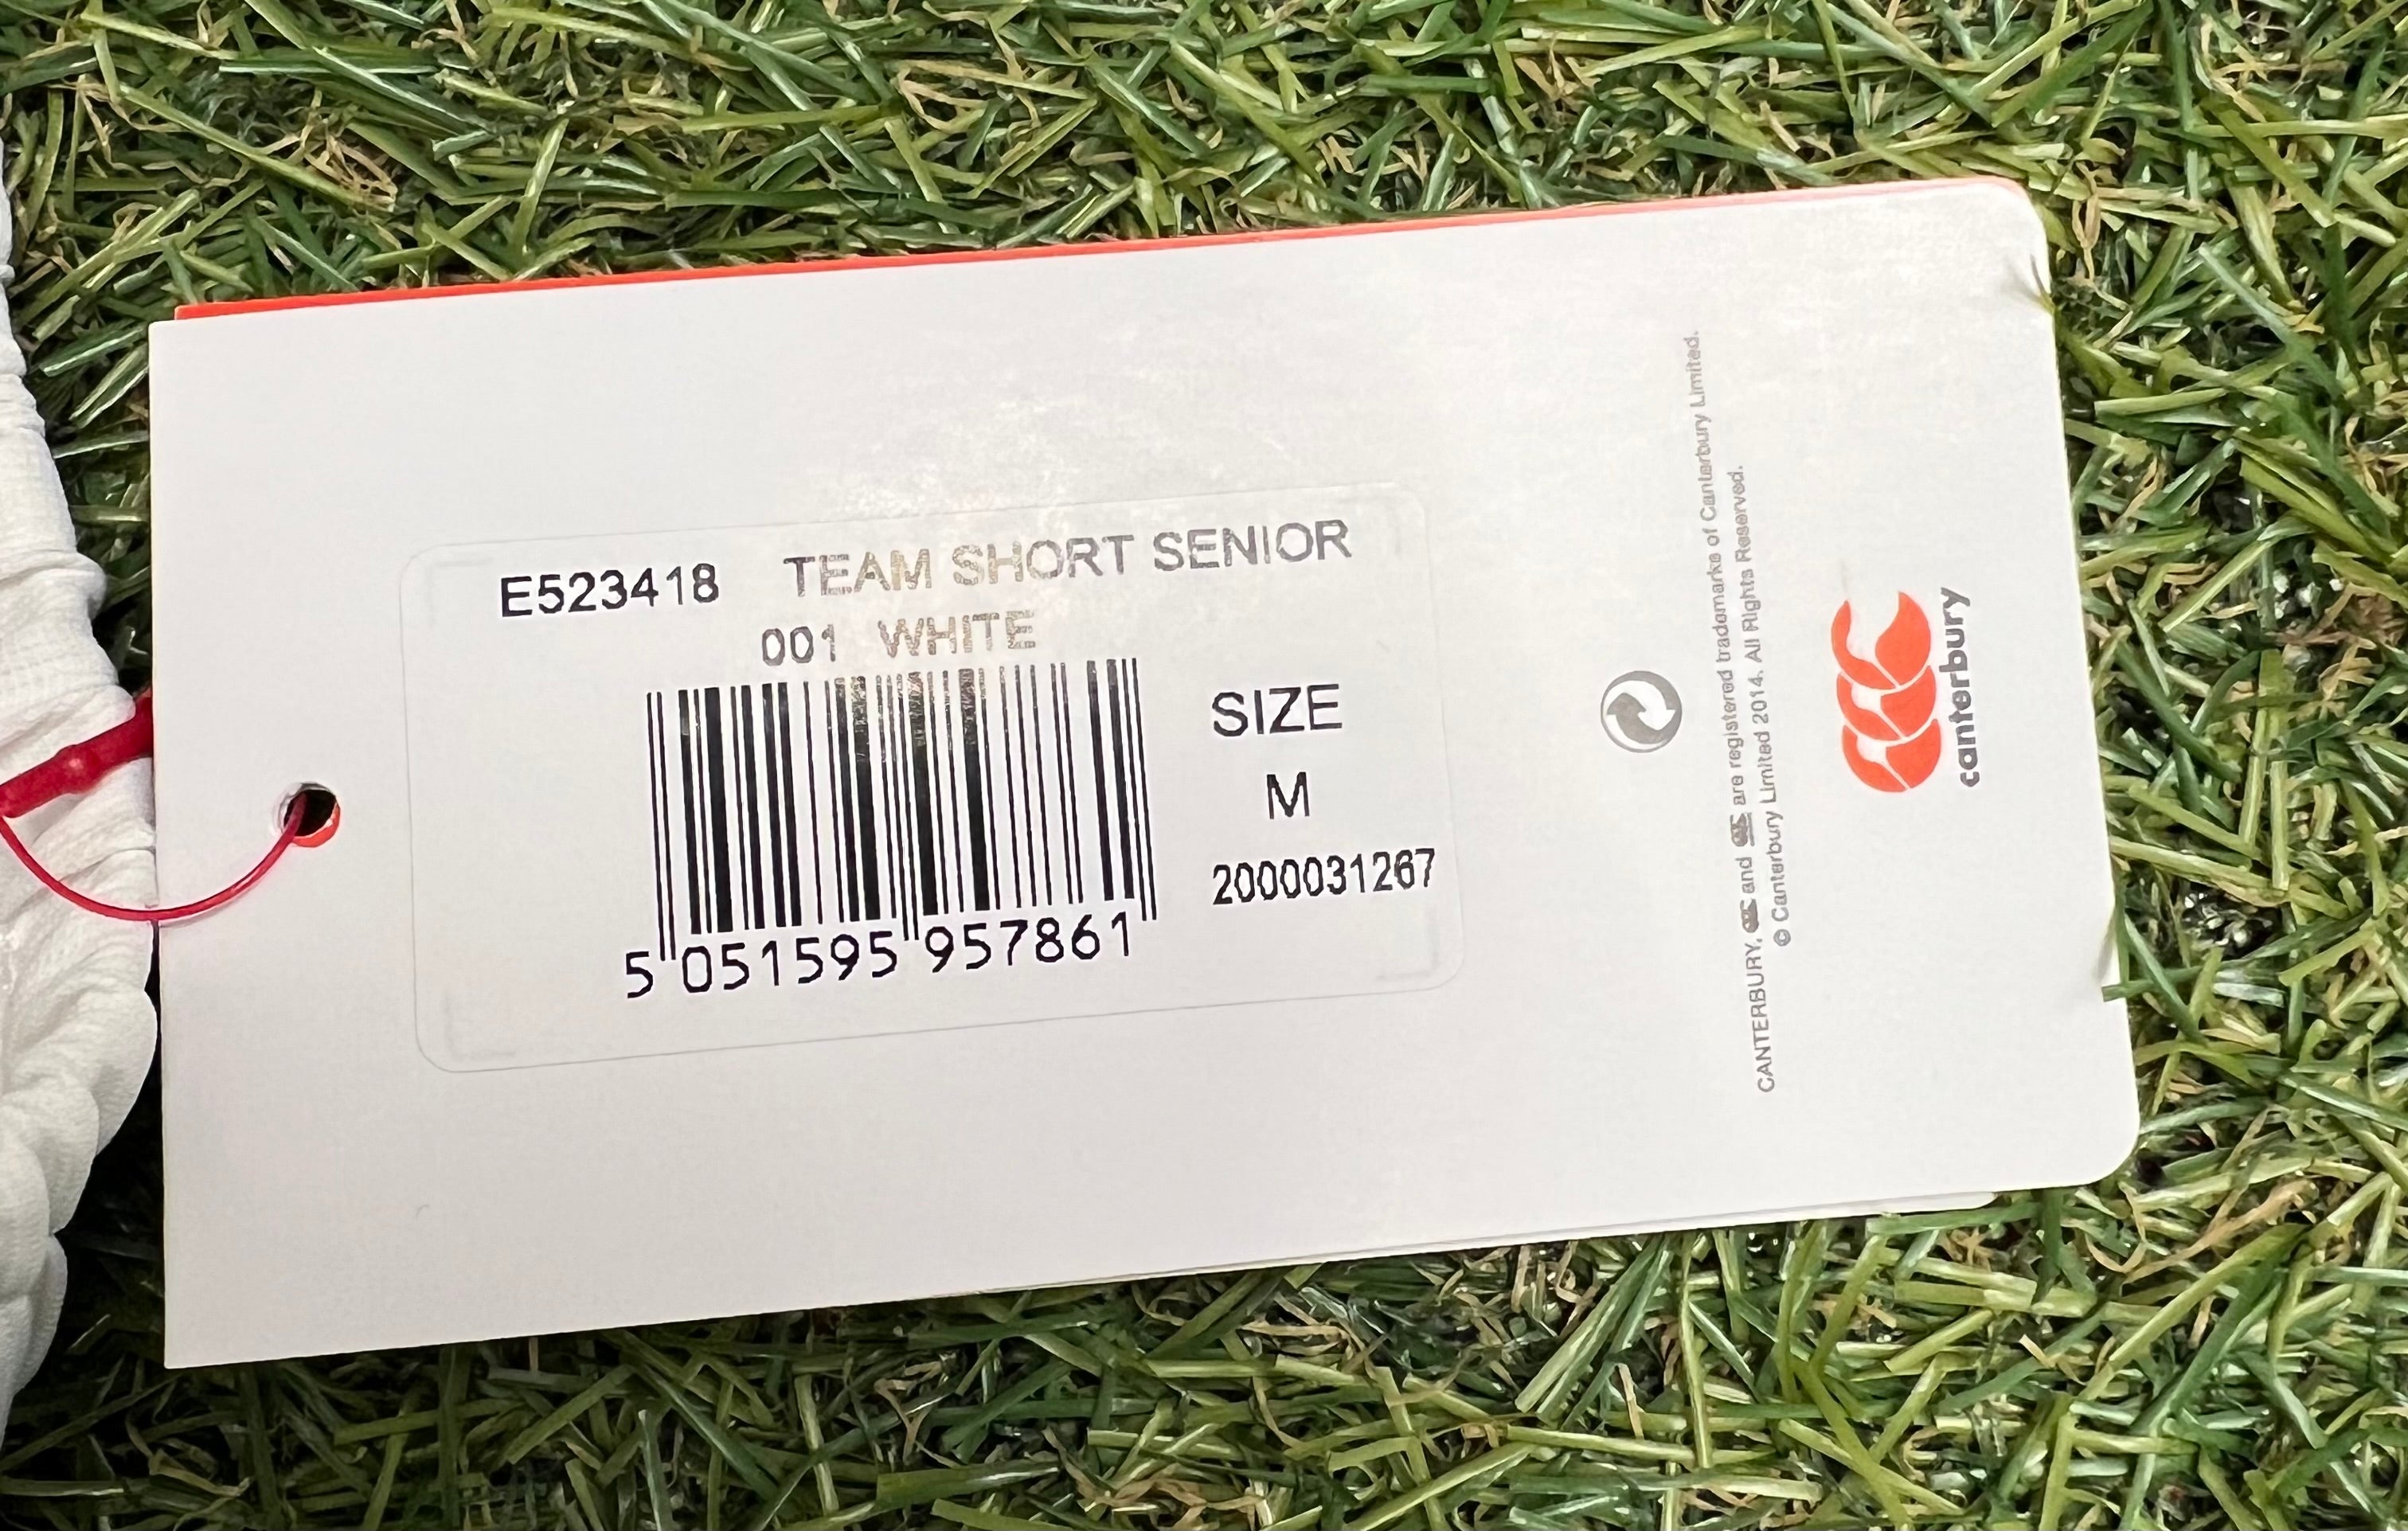 E523418 TEAM SHORT SENIOR
001 WHITE
SIZE
M
2000031267
5 051595 957861
CANTERBURY, and are registered trademarks of Canterbury Limited.
© Canterbury Limited 2014. All Rights Reserved.
canterbury